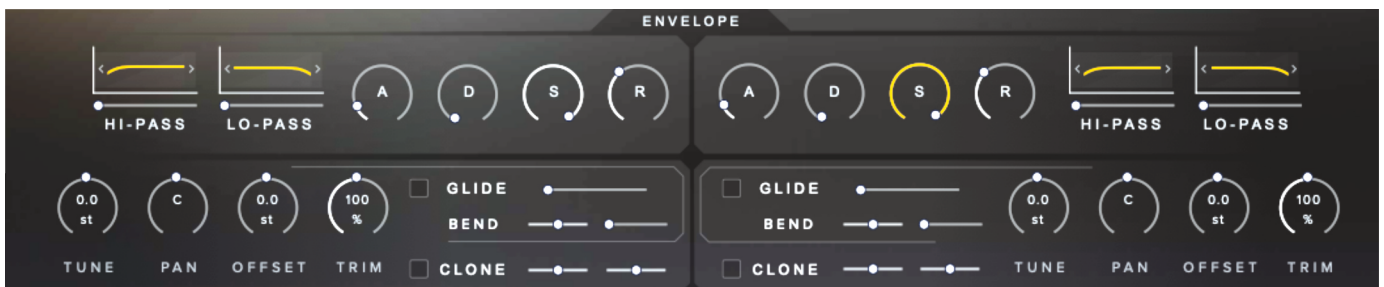 ENVELOPE
A D S R
HI-PASS LO-PASS
A D S R
HI-PASS LO-PASS
0.0 st C 0.0 st 100 %
TUNE PAN OFFSET TRIM
GLIDE
BEND
CLONE
GLIDE
BEND
CLONE
0.0 st C 0.0 st 100 %
TUNE PAN OFFSET TRIM